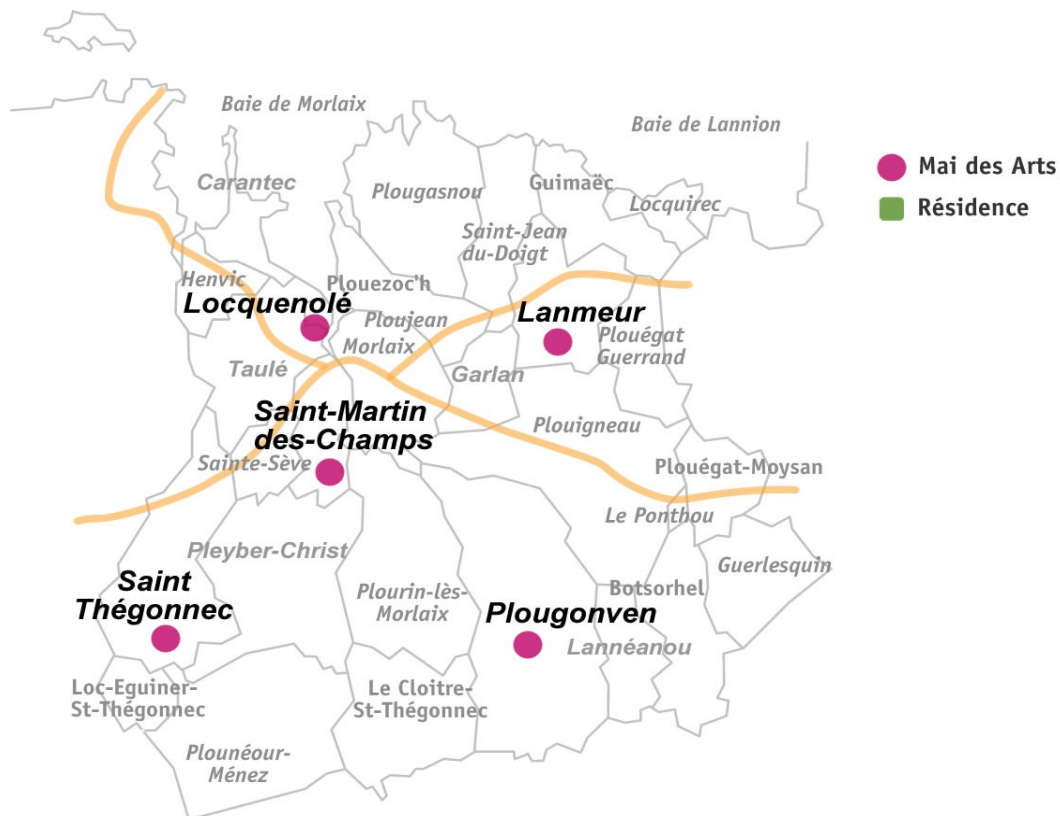 Baie de Morlaix
Baie de Lannion
Mai des Arts
Résidence
Carantec
Plougasnou
Guimaëc
Locquirec
Saint-Jean
du-Doigt
Henvic
Plouezoc'h
Locquenolé
Ploujean
Morlaix
Lanmeur
Plouégat
Guerrand
Taulé
Garlan
Saint-Martin
des-Champs
Plouigneau
Sainte-Sève
Plouégat-Moysan
Le Ponthou
Pleyber-Christ
Guerlesquin
Saint
Thégonnec
Plourin-lès-
Morlaix
Botsorhel
Plougonven
Lannéanou
Loc-Eguiner-
St-Thégonnec
Le Cloitre-
St-Thégonnec
Plounéour-
Ménez